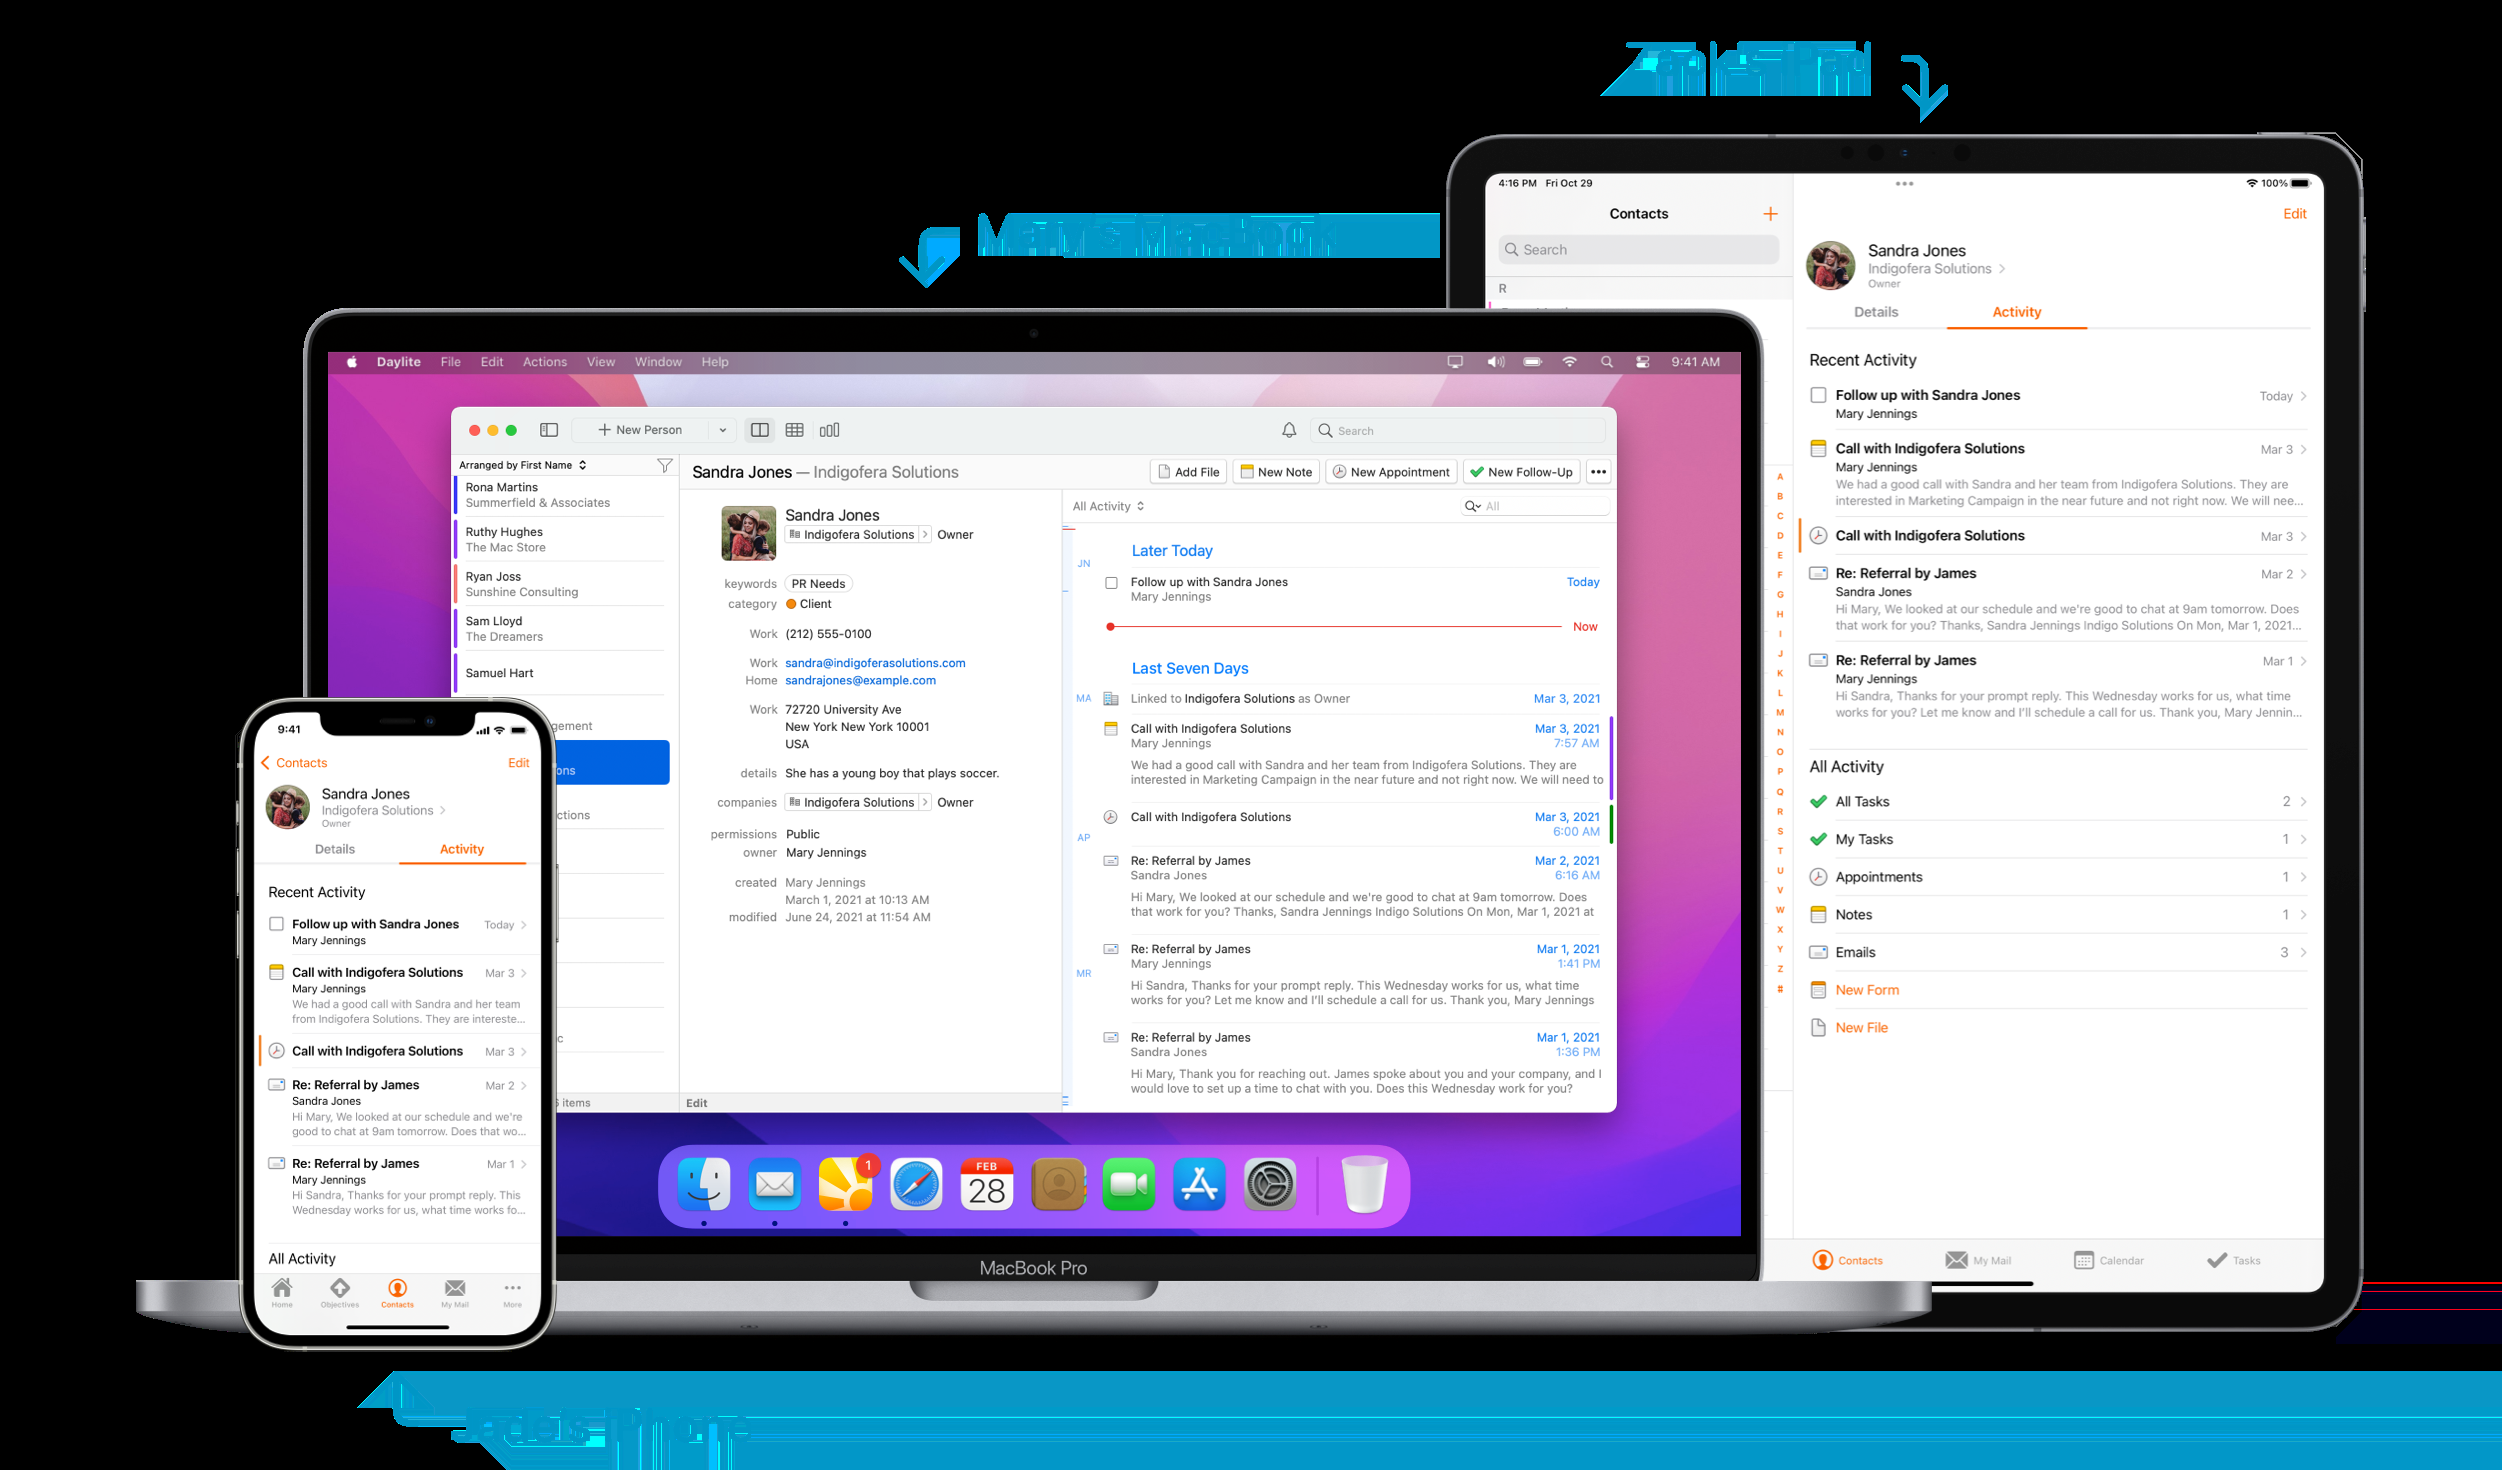 Mary's Macbook
4:16 PM Fri Oct 29
100%
Contacts
+
Search
R
Edit
Sandra Jones
Indigofera Solutions
Owner
Details Activity
Recent Activity
Follow up with Sandra Jones Today
Mary Jennings
Call with Indigofera Solutions Mar 3
Mary Jennings
We had a good call with Sandra and her team from Indigofera Solutions. They are
interested in Marketing Campaign in the near future and not right now. We will nee...
Call with Indigofera Solutions Mar 3
Re: Referral by James Mar 2
Sandra Jones
Hi Mary, We looked at our schedule and we're good to chat at 9am tomorrow. Does
that work for you? Thanks, Sandra Jennings Indigo Solutions On Mon, Mar 1, 2021...
Re: Referral by James Mar 1
Mary Jennings
Hi Sandra, Thanks for your prompt reply. This Wednesday works for us, what time
works for you? Let me know and I'll schedule a call for us. Thank you, Mary Jennin...
All Activity
All Tasks 2
My Tasks 1
Appointments 1
Notes 1
Emails 3
New Form
New File
Contacts My Mail Calendar Tasks
A
B
C
D
E
F
G
H
I
J
K
L
M
N
O
P
Q
R
S
T
U
V
W
X
Y
Z
#
Daylite File Edit Actions View Window Help
9:41 AM
+ New Person
Search
Arranged by First Name
Rona Martins
Summerfield & Associates
Ruthy Hughes
The Mac Store
Ryan Joss
Sunshine Consulting
Sam Lloyd
The Dreamers
Samuel Hart
items
Sandra Jones — Indigofera Solutions
Add File New Note New Appointment New Follow-Up
Sandra Jones
Indigofera Solutions Owner
keywords PR Needs
category Client
Work (212) 555-0100
Work sandra@indigoferasolutions.com
Home sandrajones@example.com
Work 72720 University Ave
New York New York 10001
USA
details She has a young boy that plays soccer.
companies Indigofera Solutions Owner
permissions Public
owner Mary Jennings
created Mary Jennings
March 1, 2021 at 10:13 AM
modified June 24, 2021 at 11:54 AM
Edit
All Activity
All
JN
MA
AP
MR
Later Today
Follow up with Sandra Jones Today
Mary Jennings
Now
Last Seven Days
Linked to Indigofera Solutions as Owner Mar 3, 2021
Call with Indigofera Solutions Mar 3, 2021
Mary Jennings 7:57 AM
We had a good call with Sandra and her team from Indigofera Solutions. They are
interested in Marketing Campaign in the near future and not right now. We will need to
Call with Indigofera Solutions Mar 3, 2021
6:00 AM
Re: Referral by James Mar 2, 2021
Sandra Jones 6:16 AM
Hi Mary, We looked at our schedule and we're good to chat at 9am tomorrow. Does
that work for you? Thanks, Sandra Jennings Indigo Solutions On Mon, Mar 1, 2021 at
Re: Referral by James Mar 1, 2021
Mary Jennings 1:41 PM
Hi Sandra, Thanks for your prompt reply. This Wednesday works for us, what time
works for you? Let me know and I'll schedule a call for us. Thank you, Mary Jennings
Re: Referral by James Mar 1, 2021
Sandra Jones 1:36 PM
Hi Mary, Thank you for reaching out. James spoke about you and your company, and I
would love to set up a time to chat with you. Does this Wednesday work for you?
1
FEB
28
MacBook Pro
9:41
Contacts Edit
Sandra Jones
Indigofera Solutions
Owner
Details Activity
Recent Activity
Follow up with Sandra Jones Today
Mary Jennings
Call with Indigofera Solutions Mar 3
Mary Jennings
We had a good call with Sandra and her team
from Indigofera Solutions. They are intereste...
Call with Indigofera Solutions Mar 3
Re: Referral by James Mar 2
Sandra Jones
Hi Mary, We looked at our schedule and we're
good to chat at 9am tomorrow. Does that wo...
Re: Referral by James Mar 1
Mary Jennings
Hi Sandra, Thanks for your prompt reply. This
Wednesday works for us, what time works fo...
All Activity
Home Objectives Contacts My Mail More